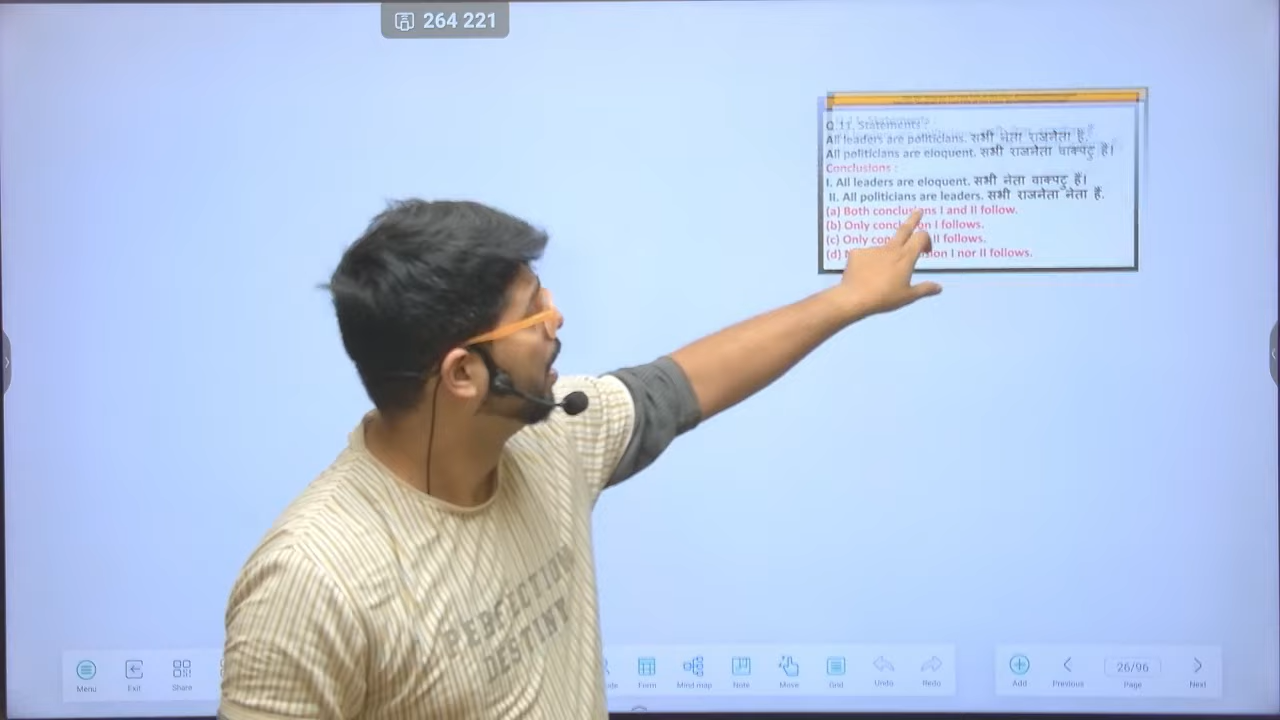 264 221
Q.11. Statements :
All leaders are politicians. सभी नेता राजनेता हैं.
All politicians are eloquent. सभी राजनेता वाक्पटु हैं।
Conclusions :
I. All leaders are eloquent. सभी नेता वाक्पटु हैं।
II. All politicians are leaders. सभी राजनेता नेता हैं.
(a) Both conclusions I and II follow.
(b) Only conclusion I follows.
(c) Only II follows.
(d) I nor II follows.
PERFECTION
DESTINY
Menu Exit Share Form Mind map Note Move Grid Undo Redo Add Previous 26/96 Page Next